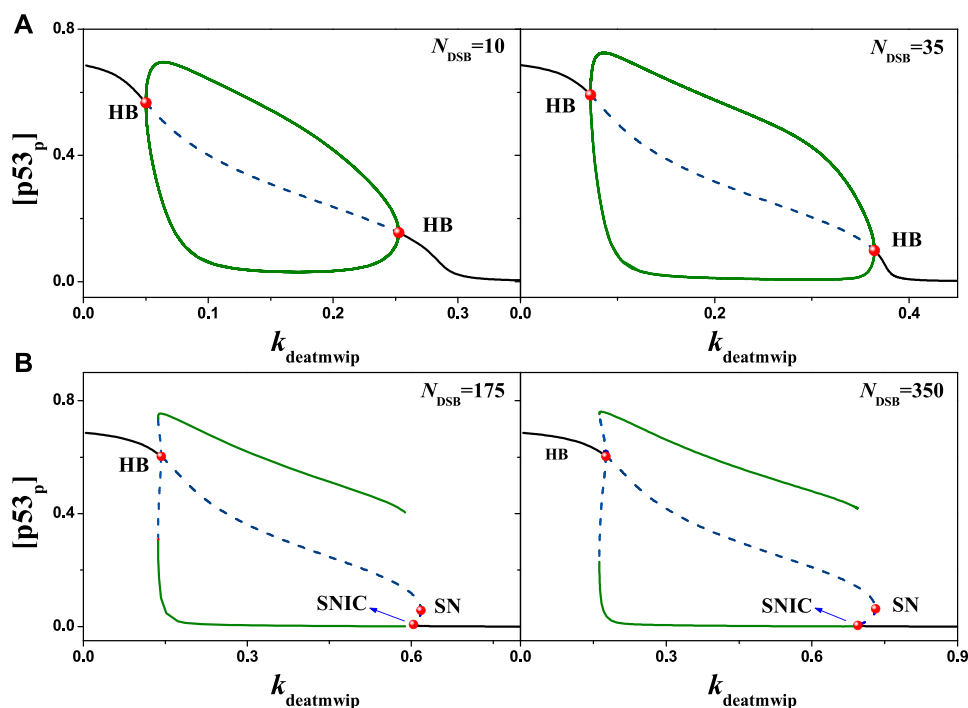 A
0.8
N_DSB=10
N_DSB=35
HB
HB
HB
HB
0.4
[p53_p]
0.0
0.0 0.1 0.2 0.3 0.0 0.2 0.4
k_deatmwip k_deatmwip
B
0.8
N_DSB=175
N_DSB=350
HB
HB
0.4
[p53_p]
SNIC SN SNIC SN
0.0
0.0 0.3 0.6 0.0 0.3 0.6 0.9
k_deatmwip k_deatmwip